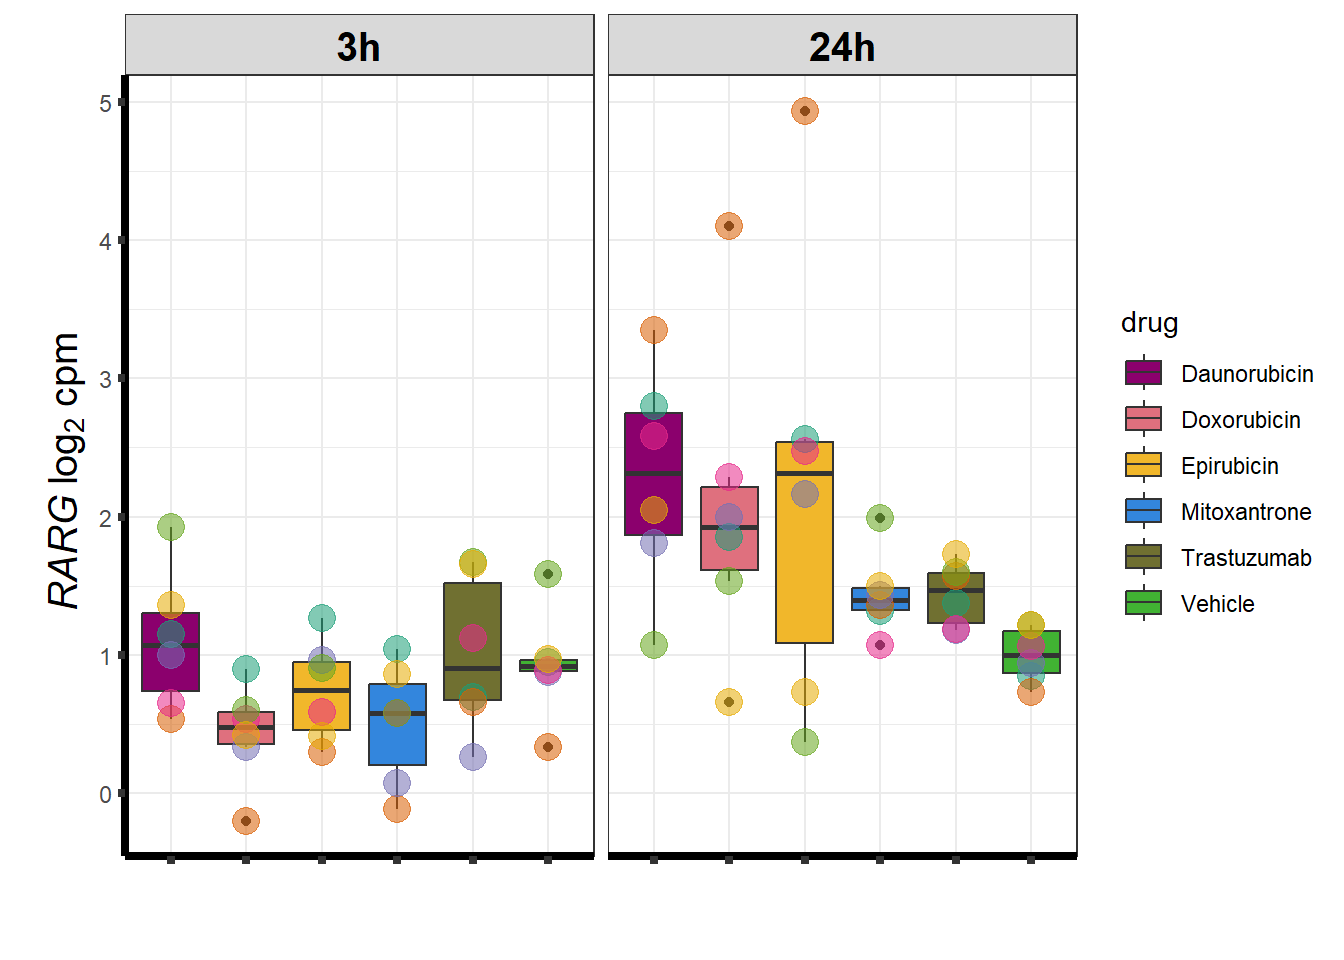 3h
24h
5
4
3
2
1
0
RARG log₂ cpm
drug
Daunorubicin
Doxorubicin
Epirubicin
Mitoxantrone
Trastuzumab
Vehicle